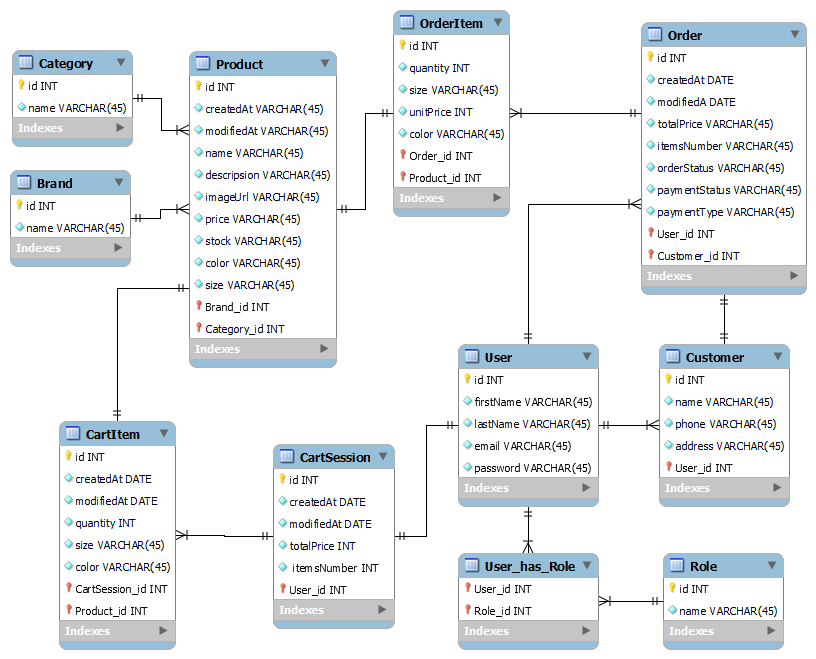 Category
id INT
name VARCHAR(45)
Indexes
Brand
id INT
name VARCHAR(45)
Indexes
Product
id INT
createdAt VARCHAR(45)
modifiedAt VARCHAR(45)
name VARCHAR(45)
descripsion VARCHAR(45)
imageUrl VARCHAR(45)
price VARCHAR(45)
stock VARCHAR(45)
color VARCHAR(45)
size VARCHAR(45)
Brand_id INT
Category_id INT
Indexes
OrderItem
id INT
quantity INT
size VARCHAR(45)
unitPrice INT
color VARCHAR(45)
Order_id INT
Product_id INT
Indexes
Order
id INT
createdAt DATE
modifiedA DATE
totalPrice VARCHAR(45)
itemsNumber VARCHAR(45)
orderStatus VARCHAR(45)
paymentStatus VARCHAR(45)
paymentType VARCHAR(45)
User_id INT
Customer_id INT
Indexes
User
id INT
firstName VARCHAR(45)
lastName VARCHAR(45)
email VARCHAR(45)
password VARCHAR(45)
Indexes
Customer
id INT
name VARCHAR(45)
phone VARCHAR(45)
address VARCHAR(45)
User_id INT
Indexes
CartItem
id INT
createdAt DATE
modifiedAt DATE
quantity INT
size VARCHAR(45)
color VARCHAR(45)
CartSession_id INT
Product_id INT
Indexes
CartSession
id INT
createdAt DATE
modifiedAt DATE
totalPrice INT
itemsNumber INT
User_id INT
Indexes
User_has_Role
User_id INT
Role_id INT
Indexes
Role
id INT
name VARCHAR(45)
Indexes